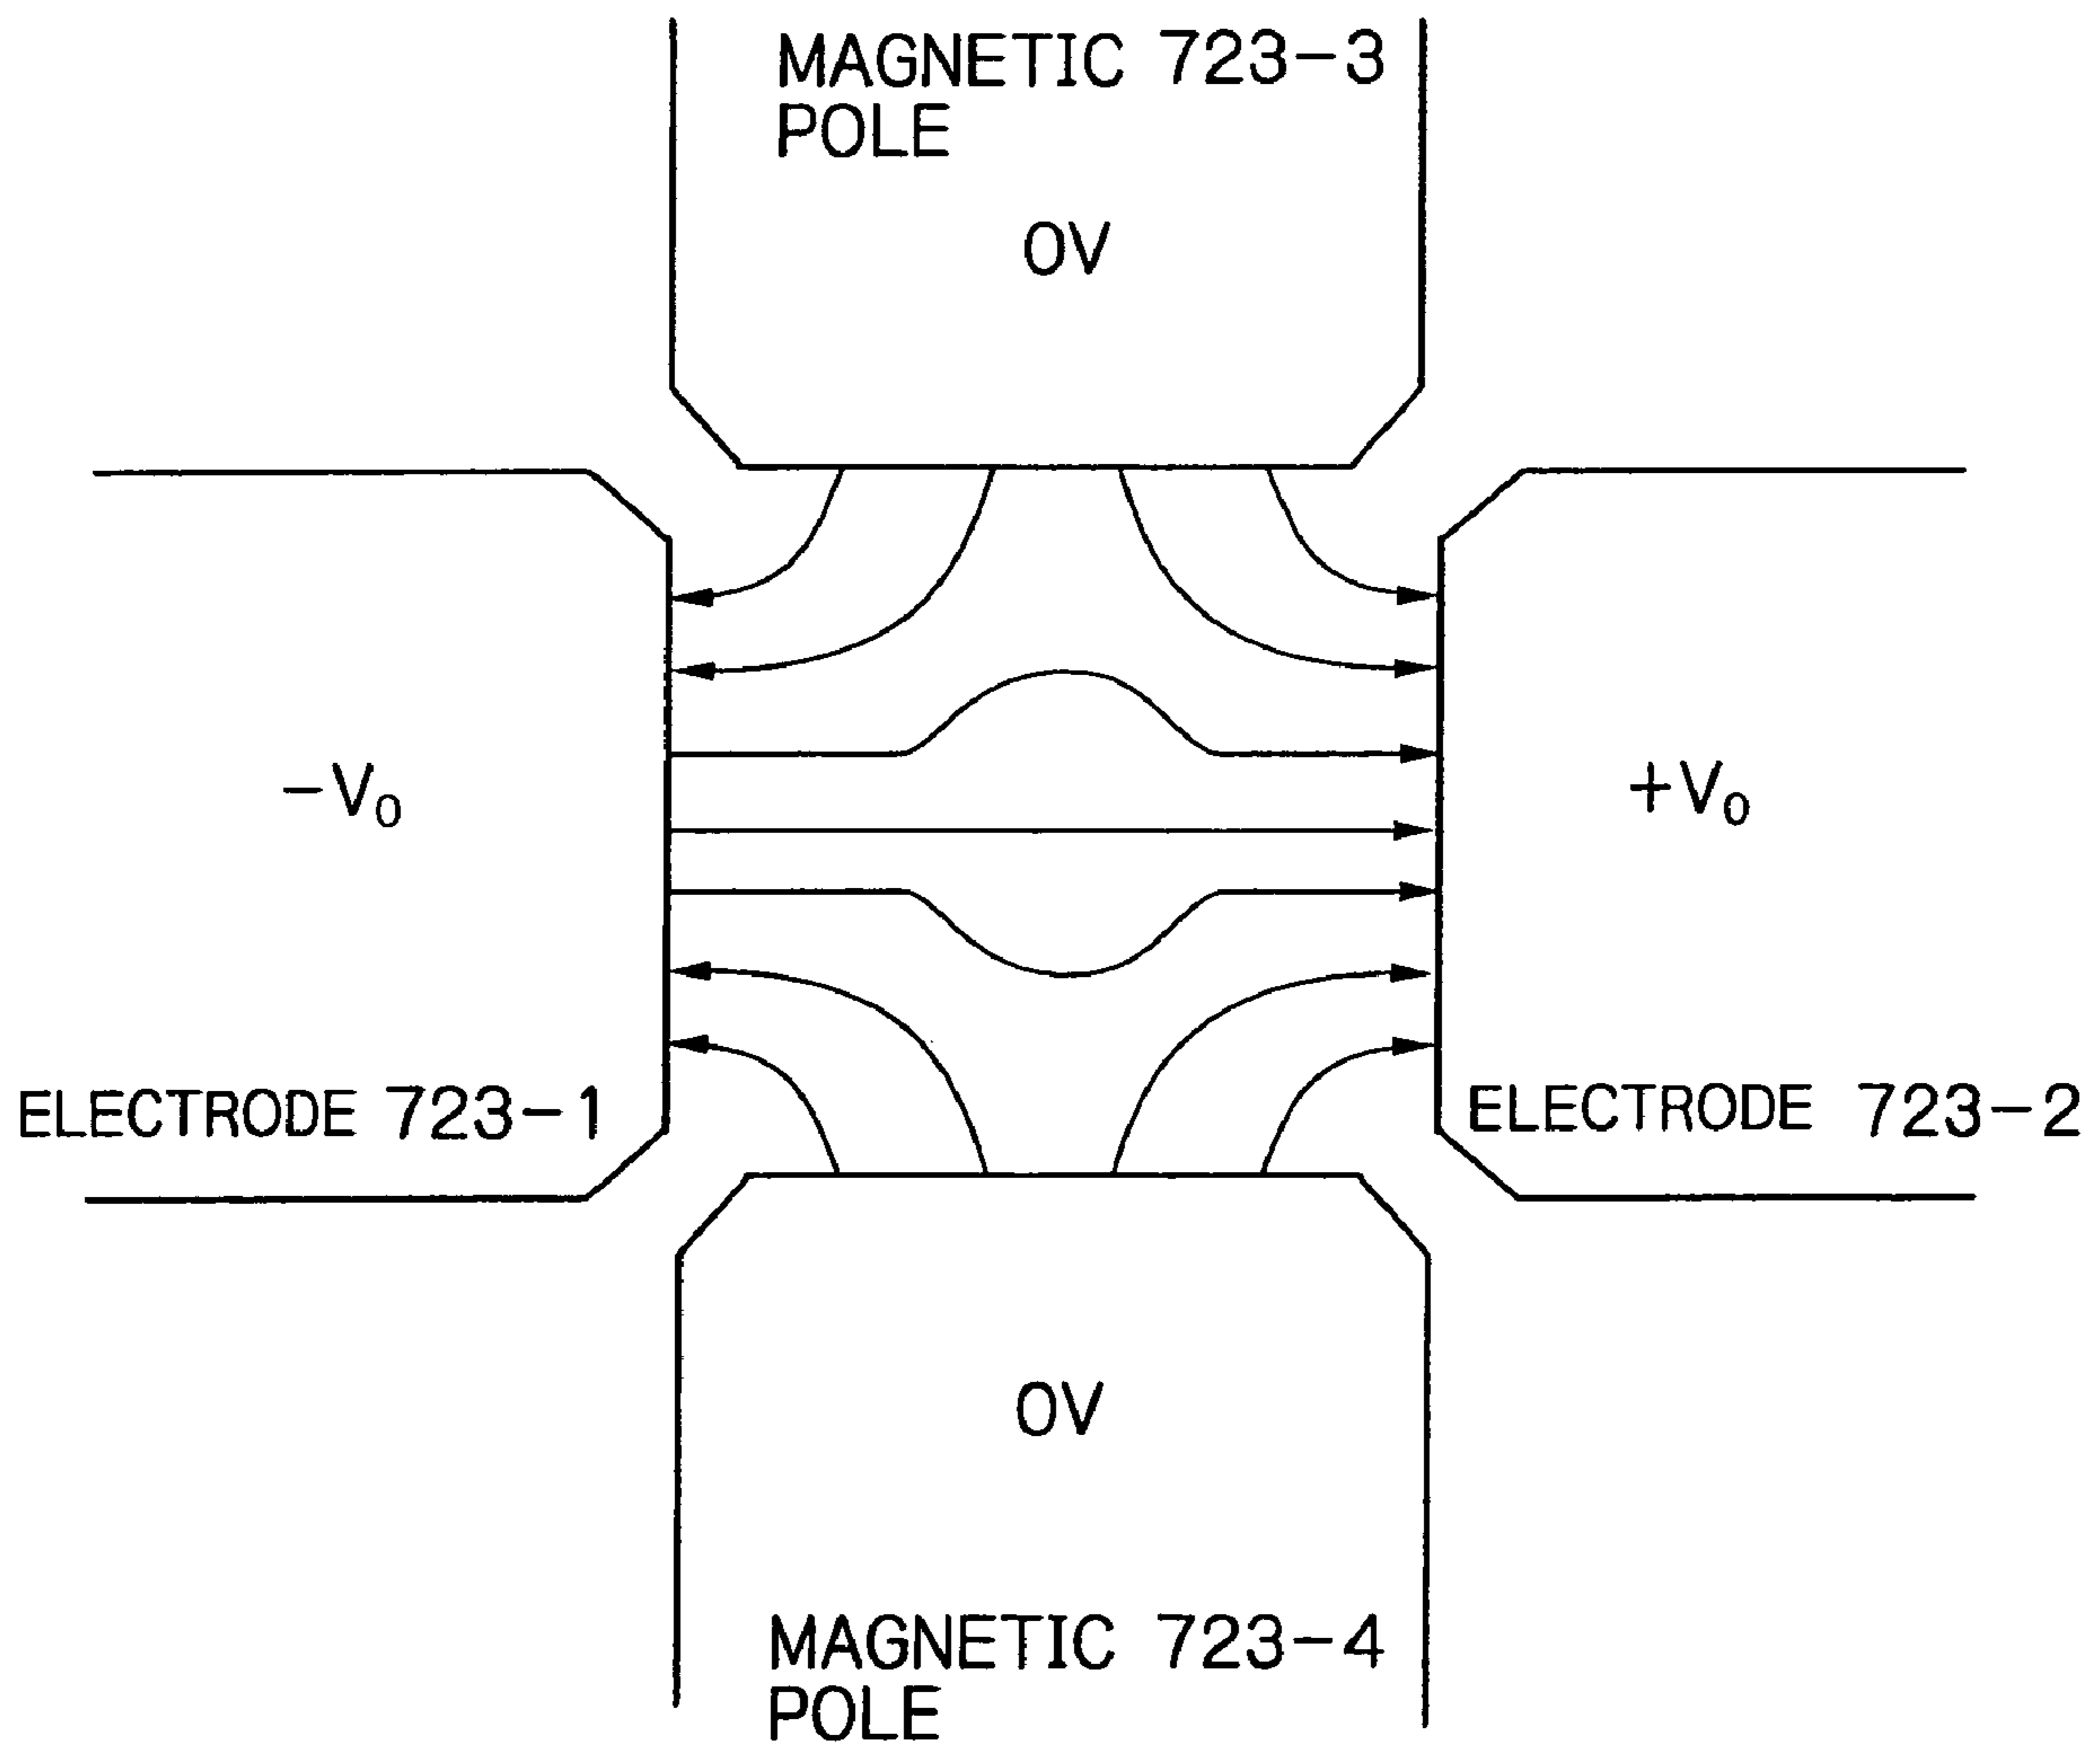 MAGNETIC 723-3
POLE
0V
-V0
+V0
ELECTRODE 723-1
ELECTRODE 723-2
0V
MAGNETIC 723-4
POLE